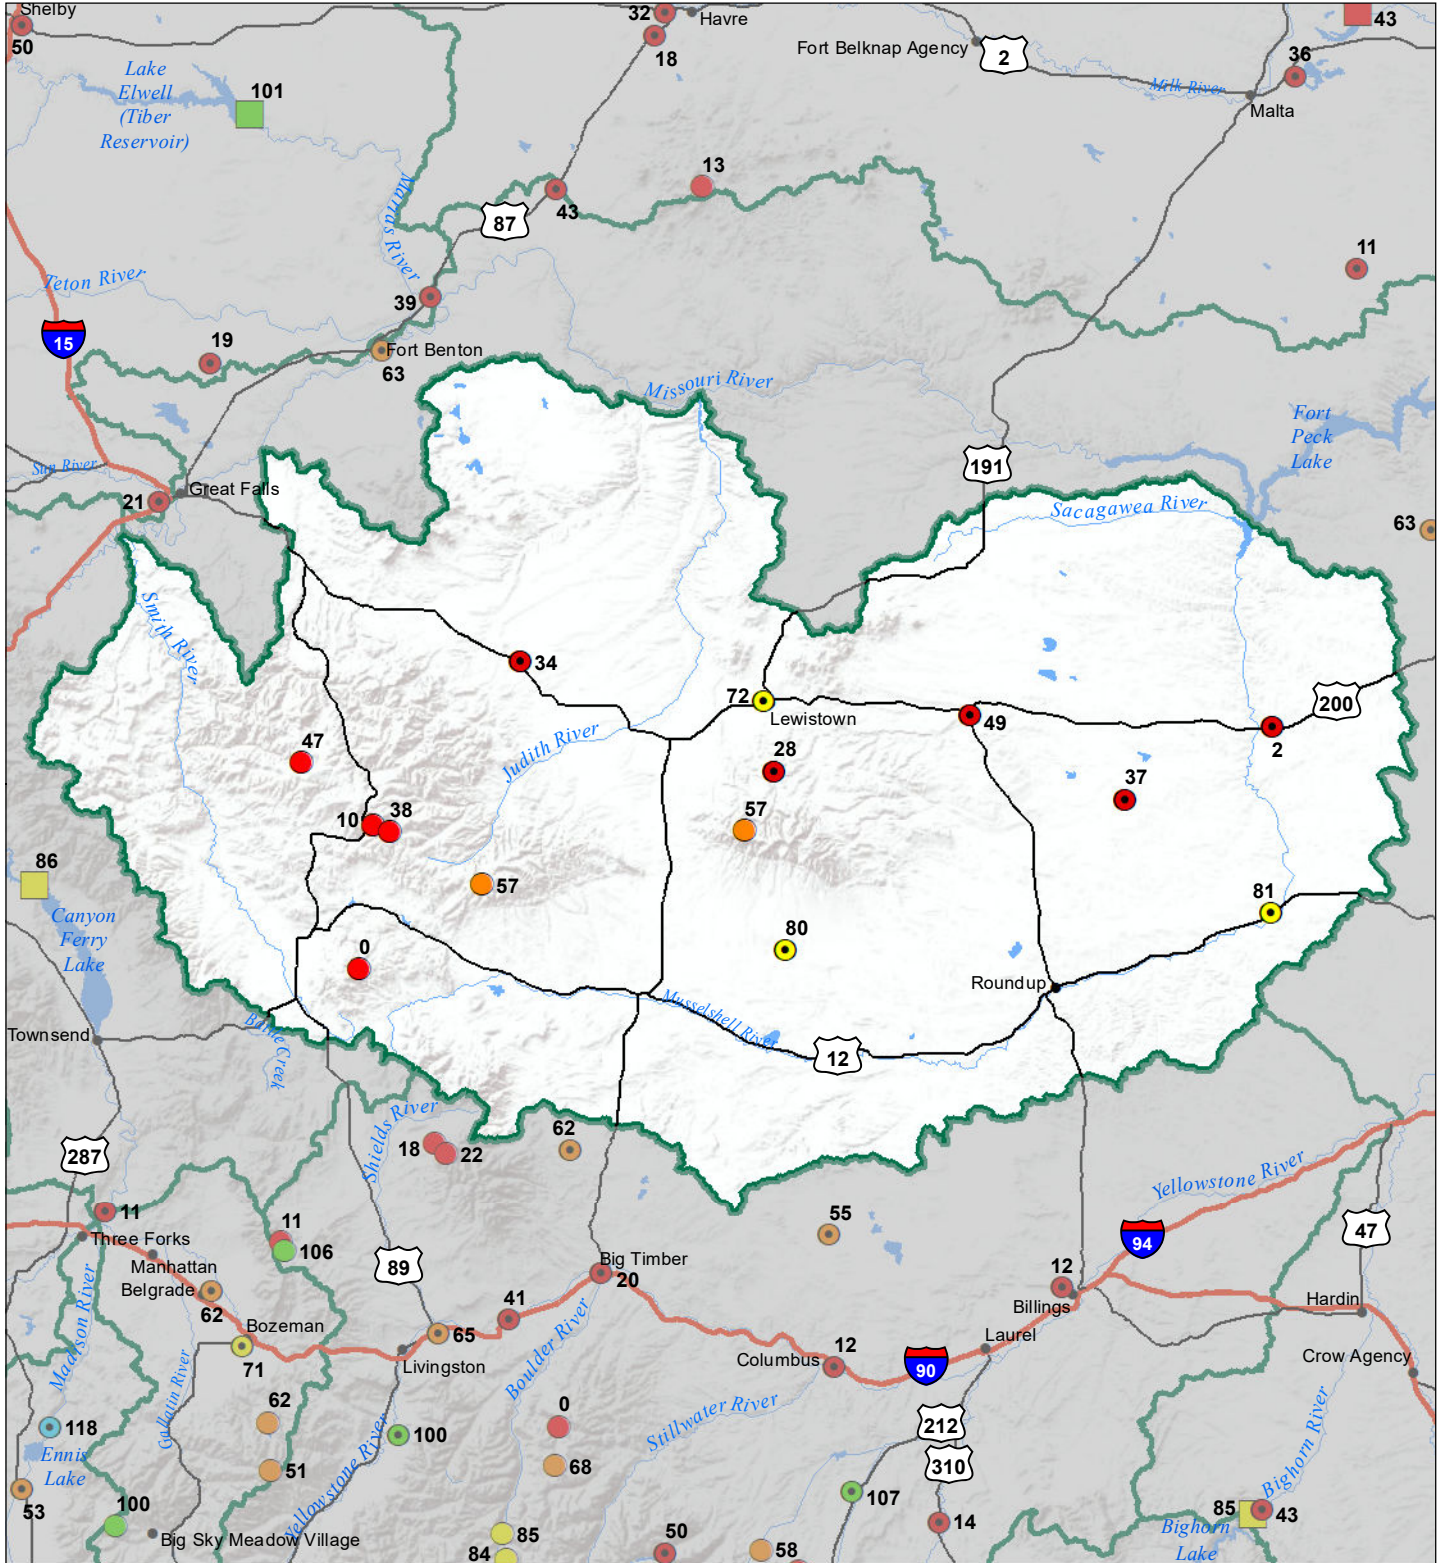 Shelby
50
32
Havre
18
43
Fort Belknap Agency
2
36
Lake
Elwell
(Tiber
Reservoir)
101
Milk River
Malta
13
43
87
Marias River
11
Teton River
39
15
19
Fort Benton
63
Missouri River
Fort
Peck
Lake
Sun River
191
21
Great Falls
Sacagawea River
63
Smith River
34
72
Lewistown
200
49
2
47
Judith River
28
37
10
38
57
86
57
Canyon
Ferry
Lake
81
0
80
Roundup
Musselshell River
Townsend
12
Shields River
287
18
22
62
Yellowstone River
11
55
11
Three Forks
106
47
94
Manhattan
89
Big Timber
12
Belgrade
62
20
Billings
Hardin
Madison River
41
Bozeman
65
Laurel
71
Livingston
Boulder River
Columbus
12
90
Crow Agency
Gallatin River
62
0
Stillwater River
212
118
100
310
Ennis
Lake
51
68
Yellowstone River
Bighorn River
53
100
107
85
43
Big Sky Meadow Village
85
50
14
Bighorn
Lake
84
58